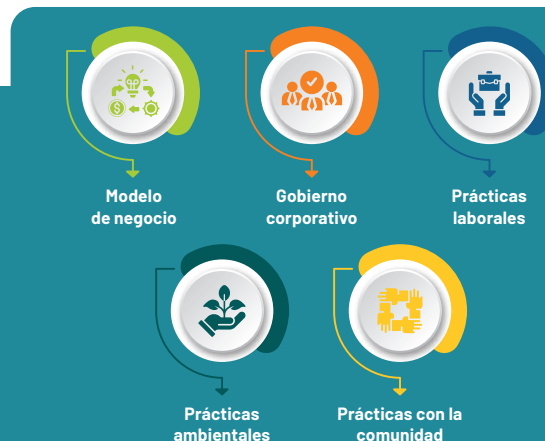 Modelo
de negocio
Gobierno
corporativo
Prácticas
laborales
Prácticas
ambientales
Prácticas con la
comunidad